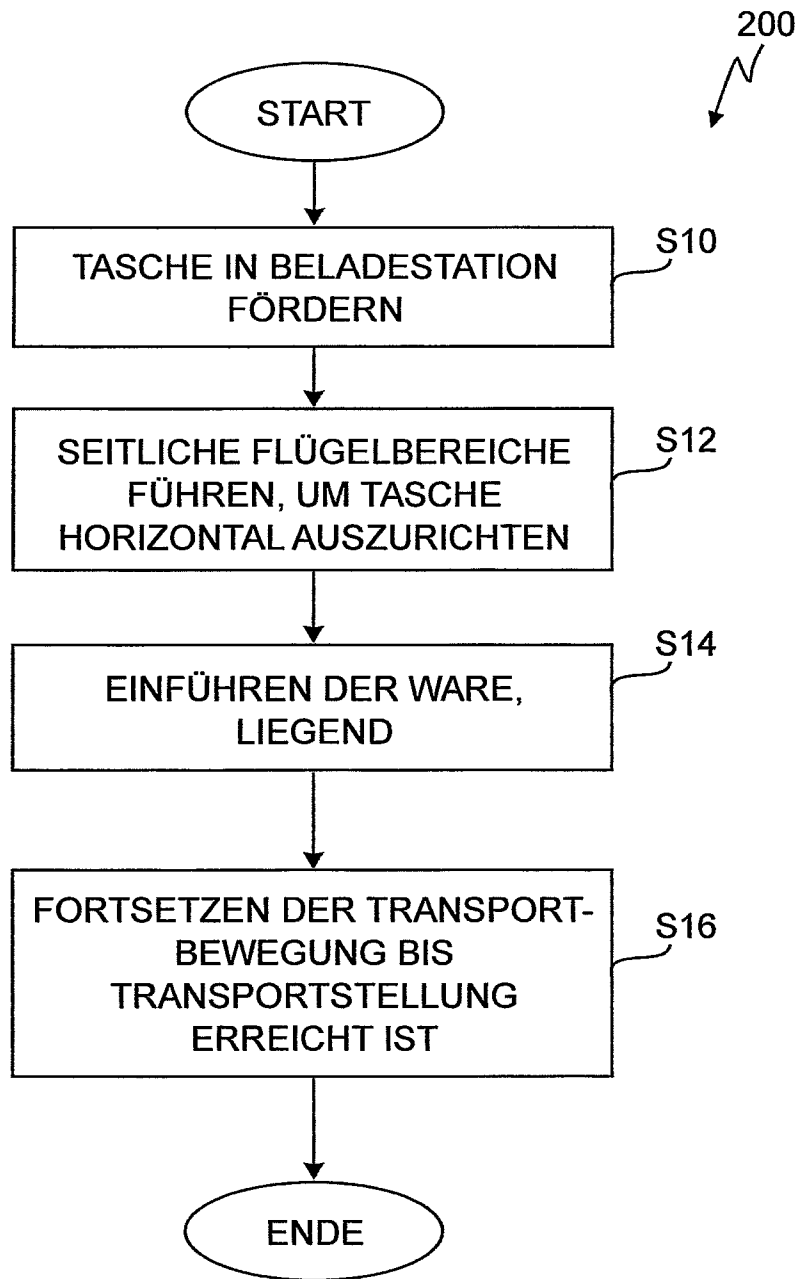 200
START
TASCHE IN BELADESTATION
FÖRDERN
S10
SEITLICHE FLÜGELBEREICHE
FÜHREN, UM TASCHE
HORIZONTAL AUSZURICHTEN
S12
EINFÜHREN DER WARE,
LIEGEND
S14
FORTSETZEN DER TRANSPORT-
BEWEGUNG BIS
TRANSPORTSTELLUNG
ERREICHT IST
S16
ENDE